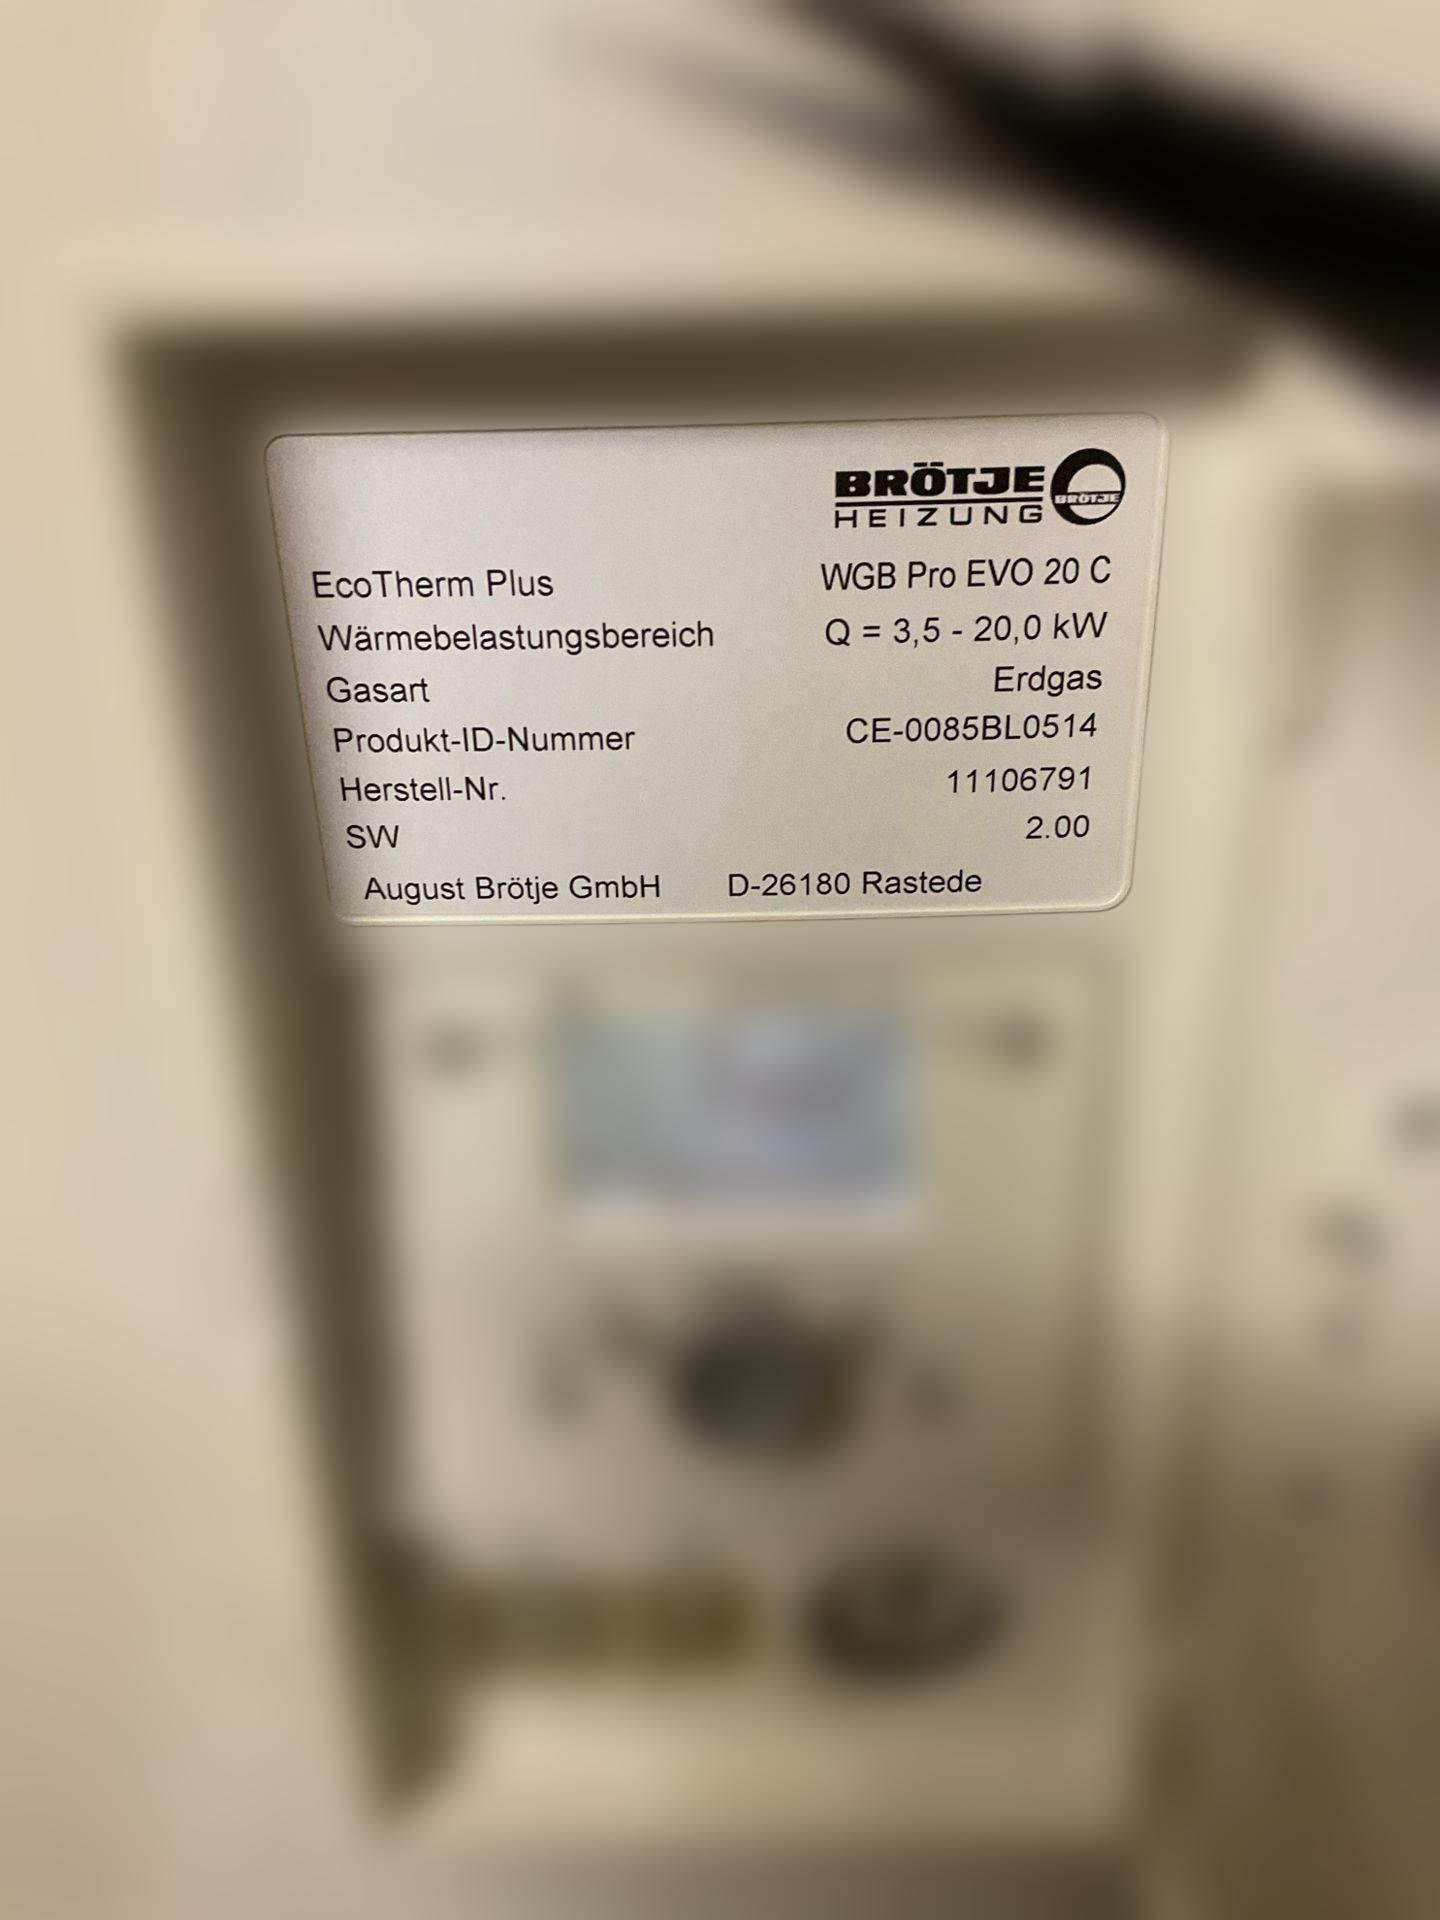 BRÖTJE
HEIZUNG
BRÖTJE
EcoTherm Plus WGB Pro EVO 20 C
Wärmebelastungsbereich Q = 3,5 - 20,0 kW
Gasart Erdgas
Produkt-ID-Nummer CE-0085BL0514
Herstell-Nr. 11106791
SW 2.00
August Brötje GmbH D-26180 Rastede